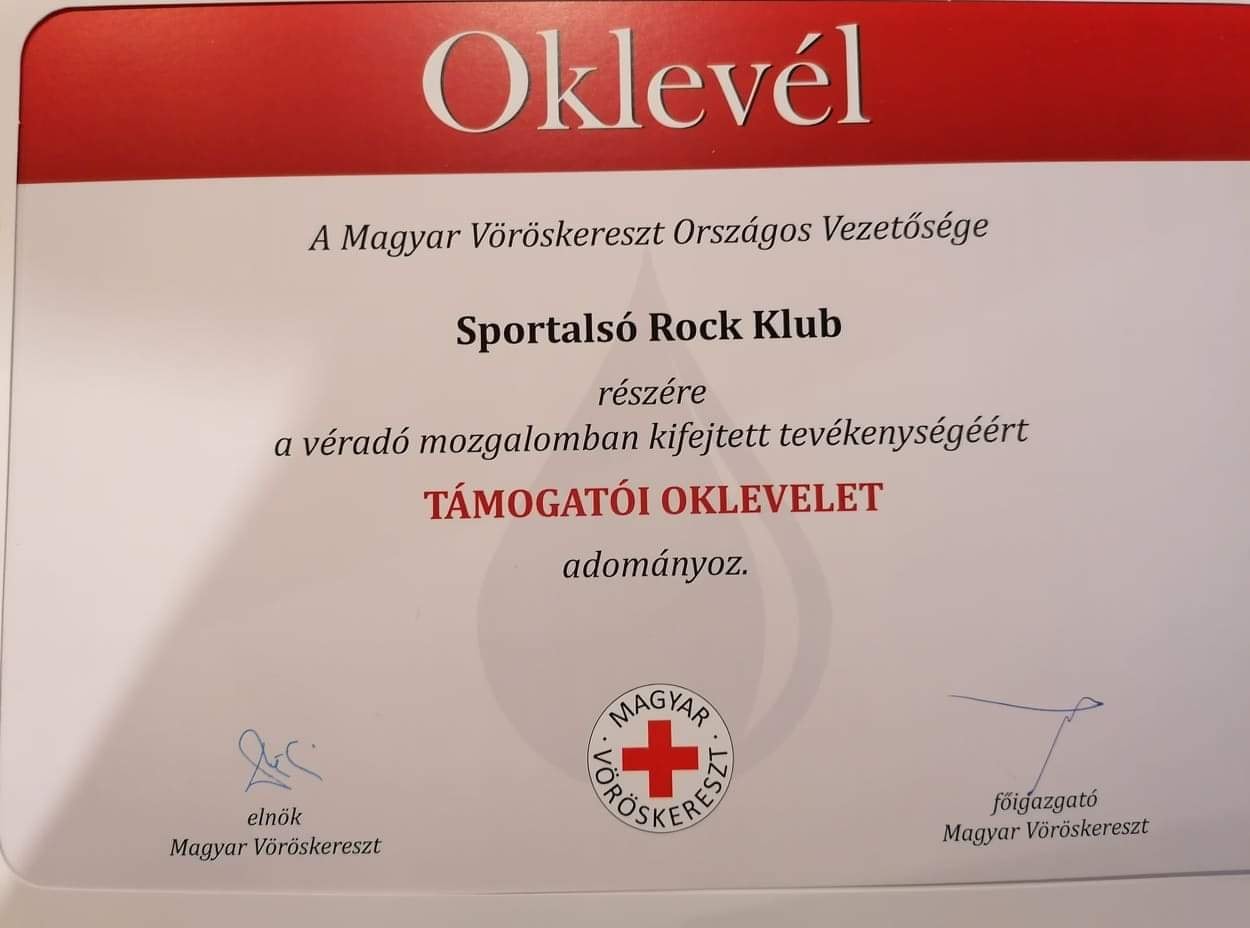 Oklevél
A Magyar Vöröskereszt Országos Vezetősége
Sportalsó Rock Klub
részére
a véradó mozgalomban kifejtett tevékenységéért
TÁMOGATÓI OKLEVELET
adományoz.
MAGYAR
VÖRÖSKERESZT
elnök
Magyar Vöröskereszt
főigazgató
Magyar Vöröskereszt